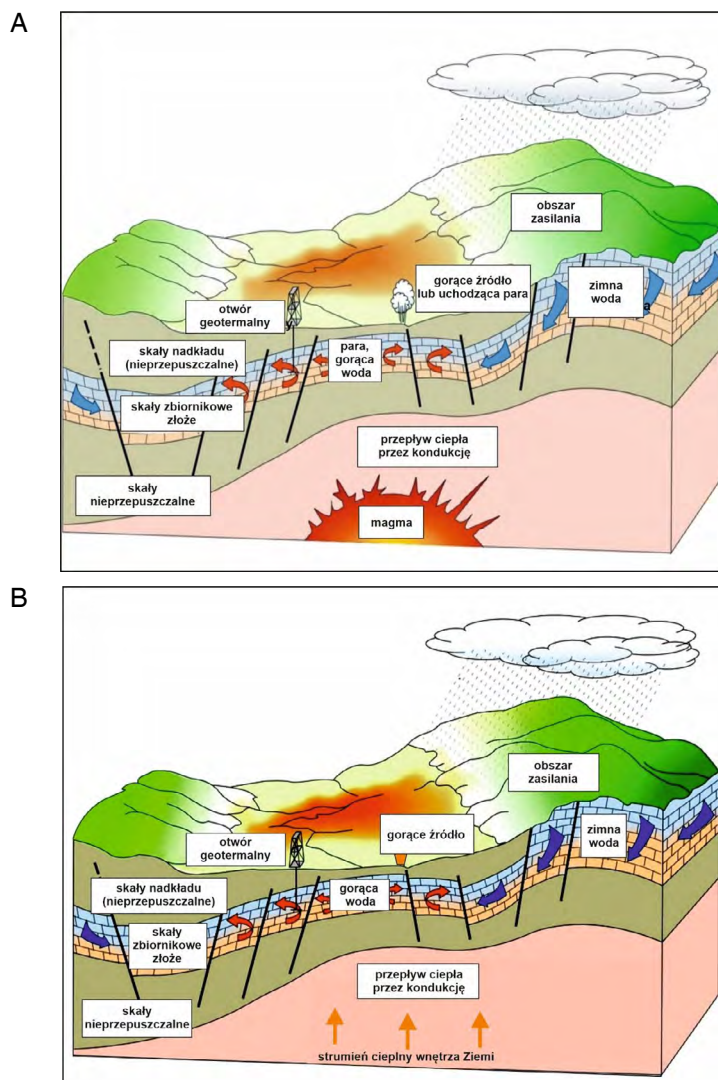 A
obszar
zasilania
gorące źródło
lub uchodząca para
zimna
woda
otwór
geotermalny
skały nadkładu
(nieprzepuszczalne)
para,
gorąca
woda
skały zbiornikowe
złoże
przepływ ciepła
przez kondukcję
skały
nieprzepuszczalne
magma
B
obszar
zasilania
otwór
geotermalny
gorące źródło
zimna
woda
skały nadkładu
(nieprzepuszczalne)
gorąca
woda
skały
zbiornikowe
złoże
przepływ ciepła
przez kondukcję
skały
nieprzepuszczalne
strumień cieplny wnętrza Ziemi